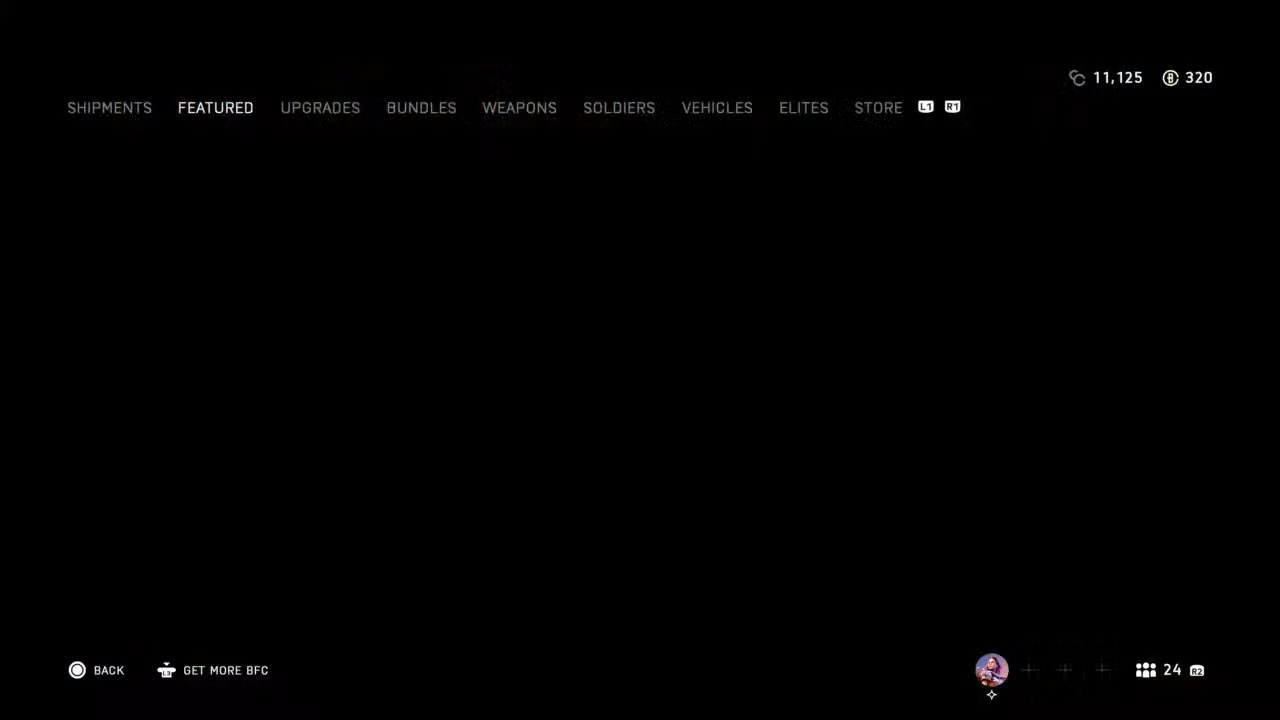 11,125 320
SHIPMENTS FEATURED UPGRADES BUNDLES WEAPONS SOLDIERS VEHICLES ELITES STORE L1 R1
BACK L3 GET MORE BFC 24 R2